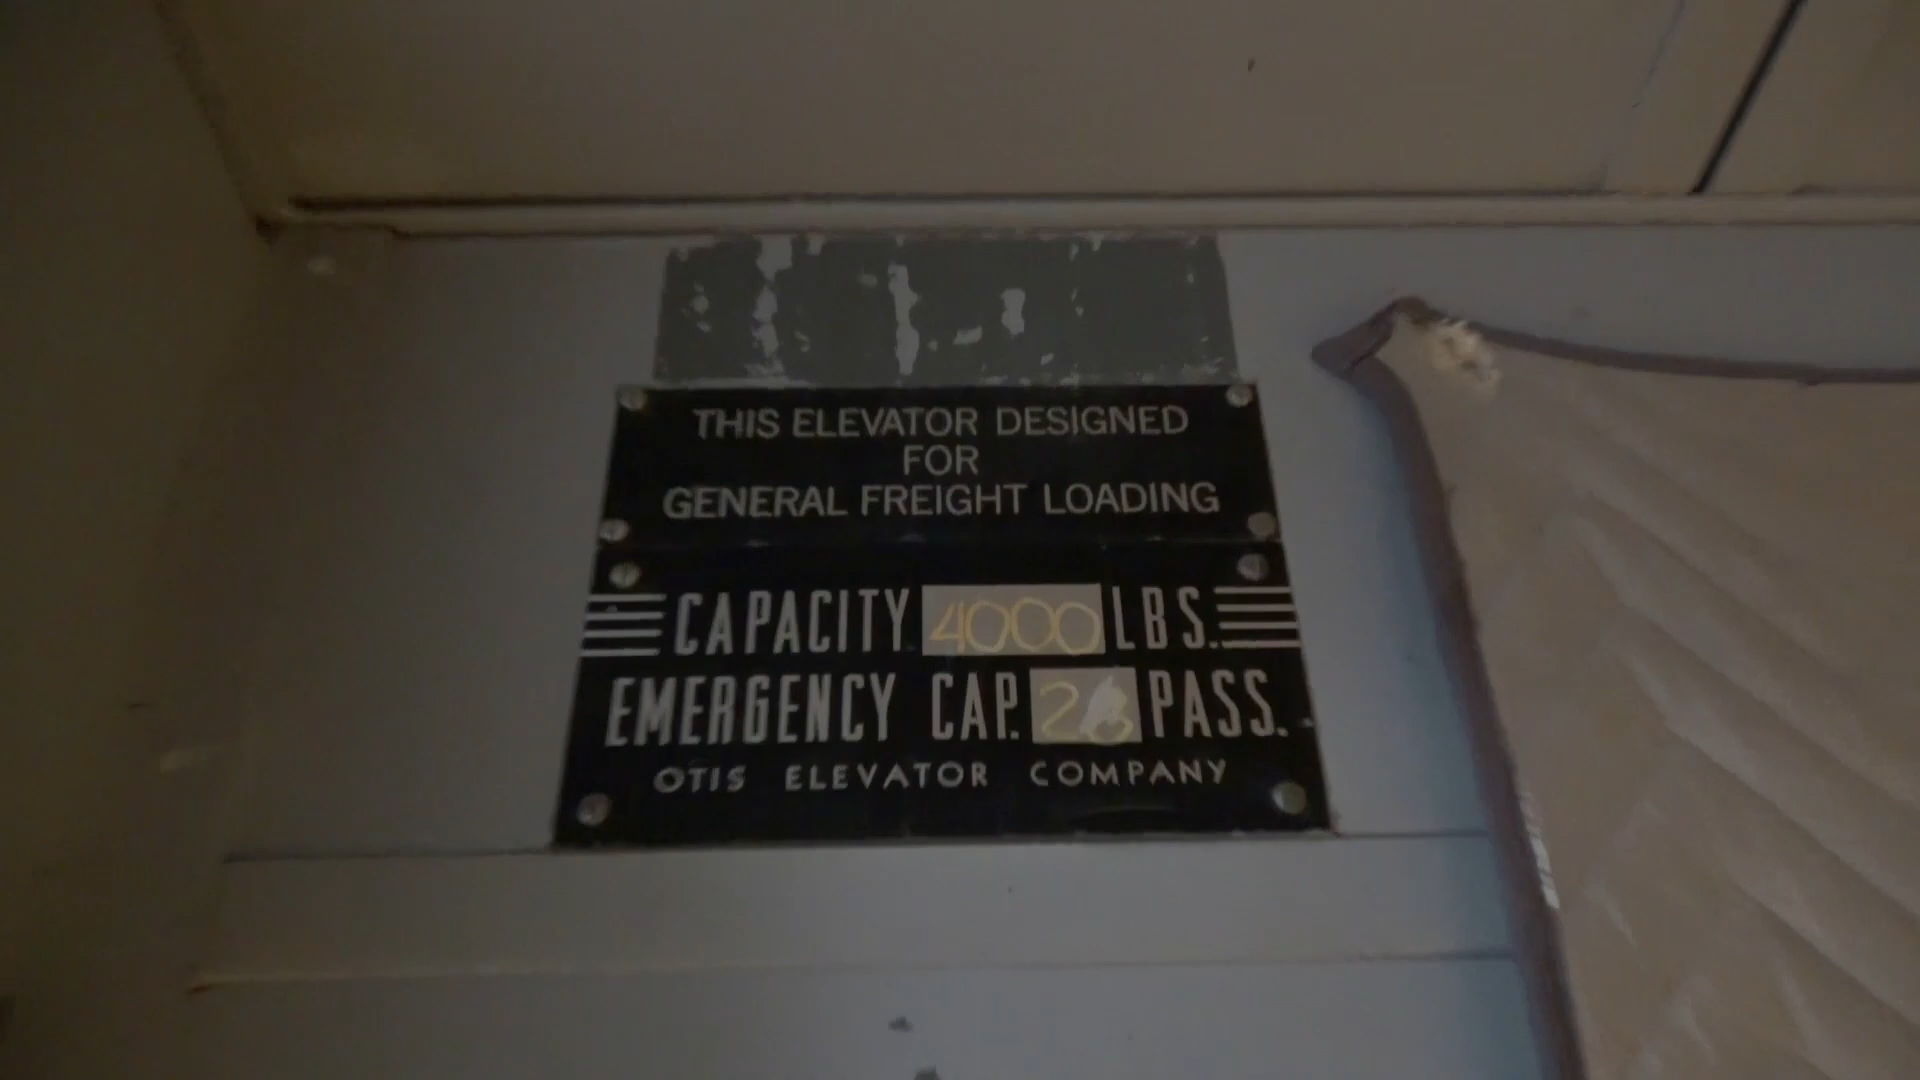 THIS ELEVATOR DESIGNED
FOR
GENERAL FREIGHT LOADING
CAPACITY 4000 LBS.
EMERGENCY CAP. PASS.
OTIS ELEVATOR COMPANY